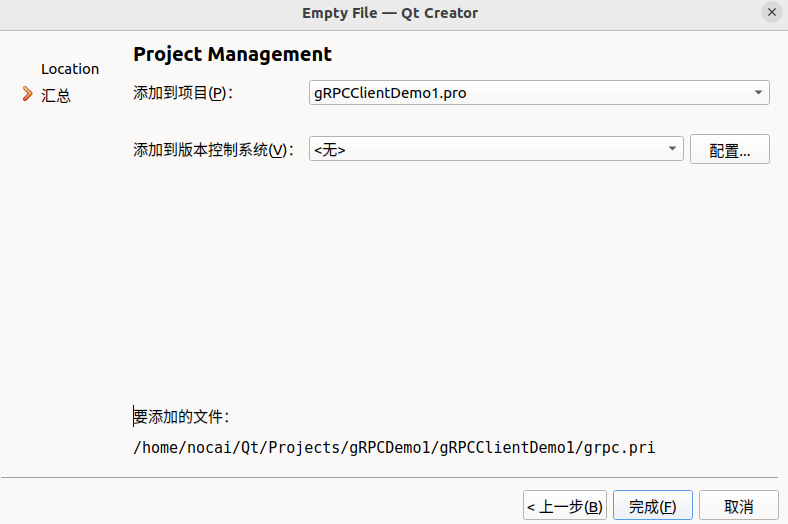 Empty File — Qt Creator
Project Management
Location
汇总
添加到项目(P)：
gRPCClientDemo1.pro
添加到版本控制系统(V)：
<无>
配置...
要添加的文件：
/home/nocai/Qt/Projects/gRPCDemo1/gRPCClientDemo1/grpc.pri
< 上一步(B)
完成(F)
取消